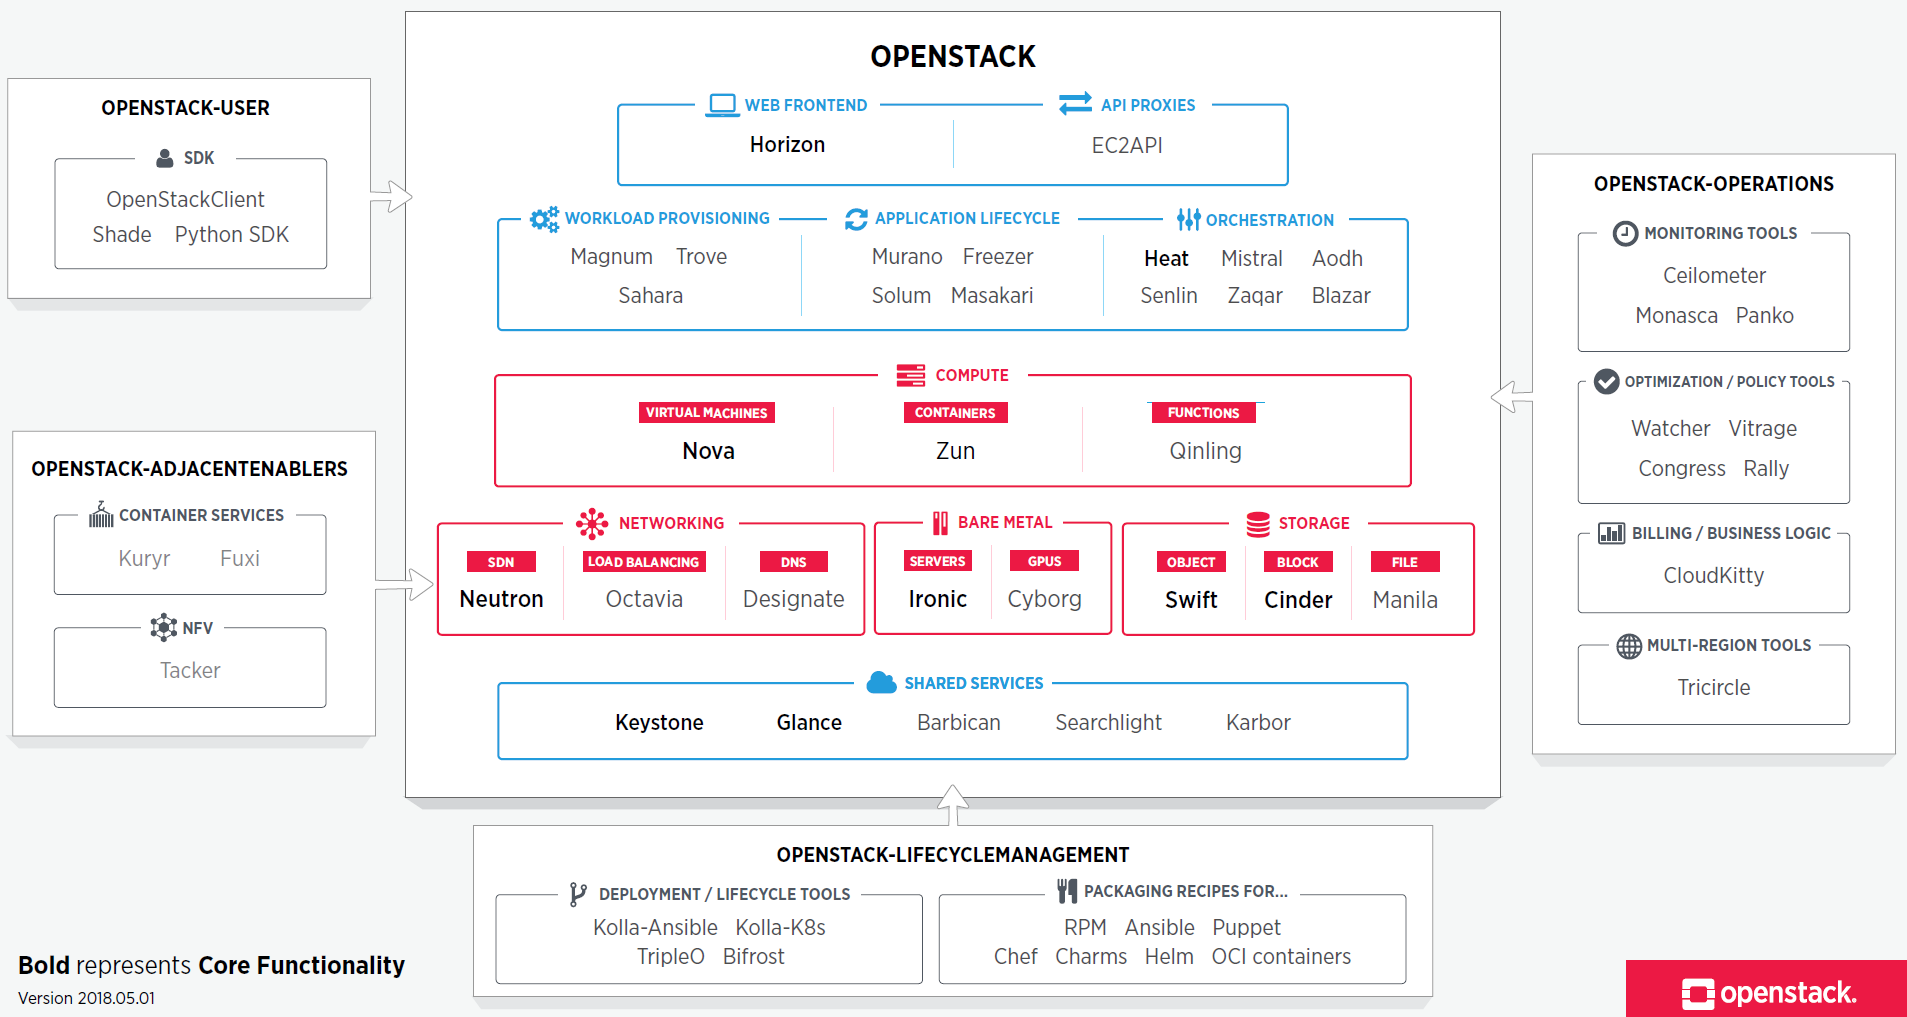 OPENSTACK
WEB FRONTEND
Horizon
API PROXIES
EC2API
WORKLOAD PROVISIONING
Magnum Trove
Sahara
APPLICATION LIFECYCLE
Murano Freezer
Solum Masakari
ORCHESTRATION
Heat Mistral Aodh
Senlin Zaqar Blazar
COMPUTE
VIRTUAL MACHINES
Nova
CONTAINERS
Zun
FUNCTIONS
Qinling
NETWORKING
SDN
Neutron
LOAD BALANCING
Octavia
DNS
Designate
BARE METAL
SERVERS
Ironic
GPUS
Cyborg
STORAGE
OBJECT
Swift
BLOCK
Cinder
FILE
Manila
SHARED SERVICES
Keystone Glance Barbican Searchlight Karbor
OPENSTACK-USER
SDK
OpenStackClient
Shade Python SDK
OPENSTACK-ADJACENTENABLERS
CONTAINER SERVICES
Kuryr Fuxi
NFV
Tacker
OPENSTACK-OPERATIONS
MONITORING TOOLS
Ceilometer
Monasca Panko
OPTIMIZATION / POLICY TOOLS
Watcher Vitrage
Congress Rally
BILLING / BUSINESS LOGIC
CloudKitty
MULTI-REGION TOOLS
Tricircle
OPENSTACK-LIFECYCLEMANAGEMENT
DEPLOYMENT / LIFECYCLE TOOLS
Kolla-Ansible Kolla-K8s
TripleO Bifrost
PACKAGING RECIPES FOR...
RPM Ansible Puppet
Chef Charms Helm OCI containers
Bold represents Core Functionality
Version 2018.05.01
openstack.